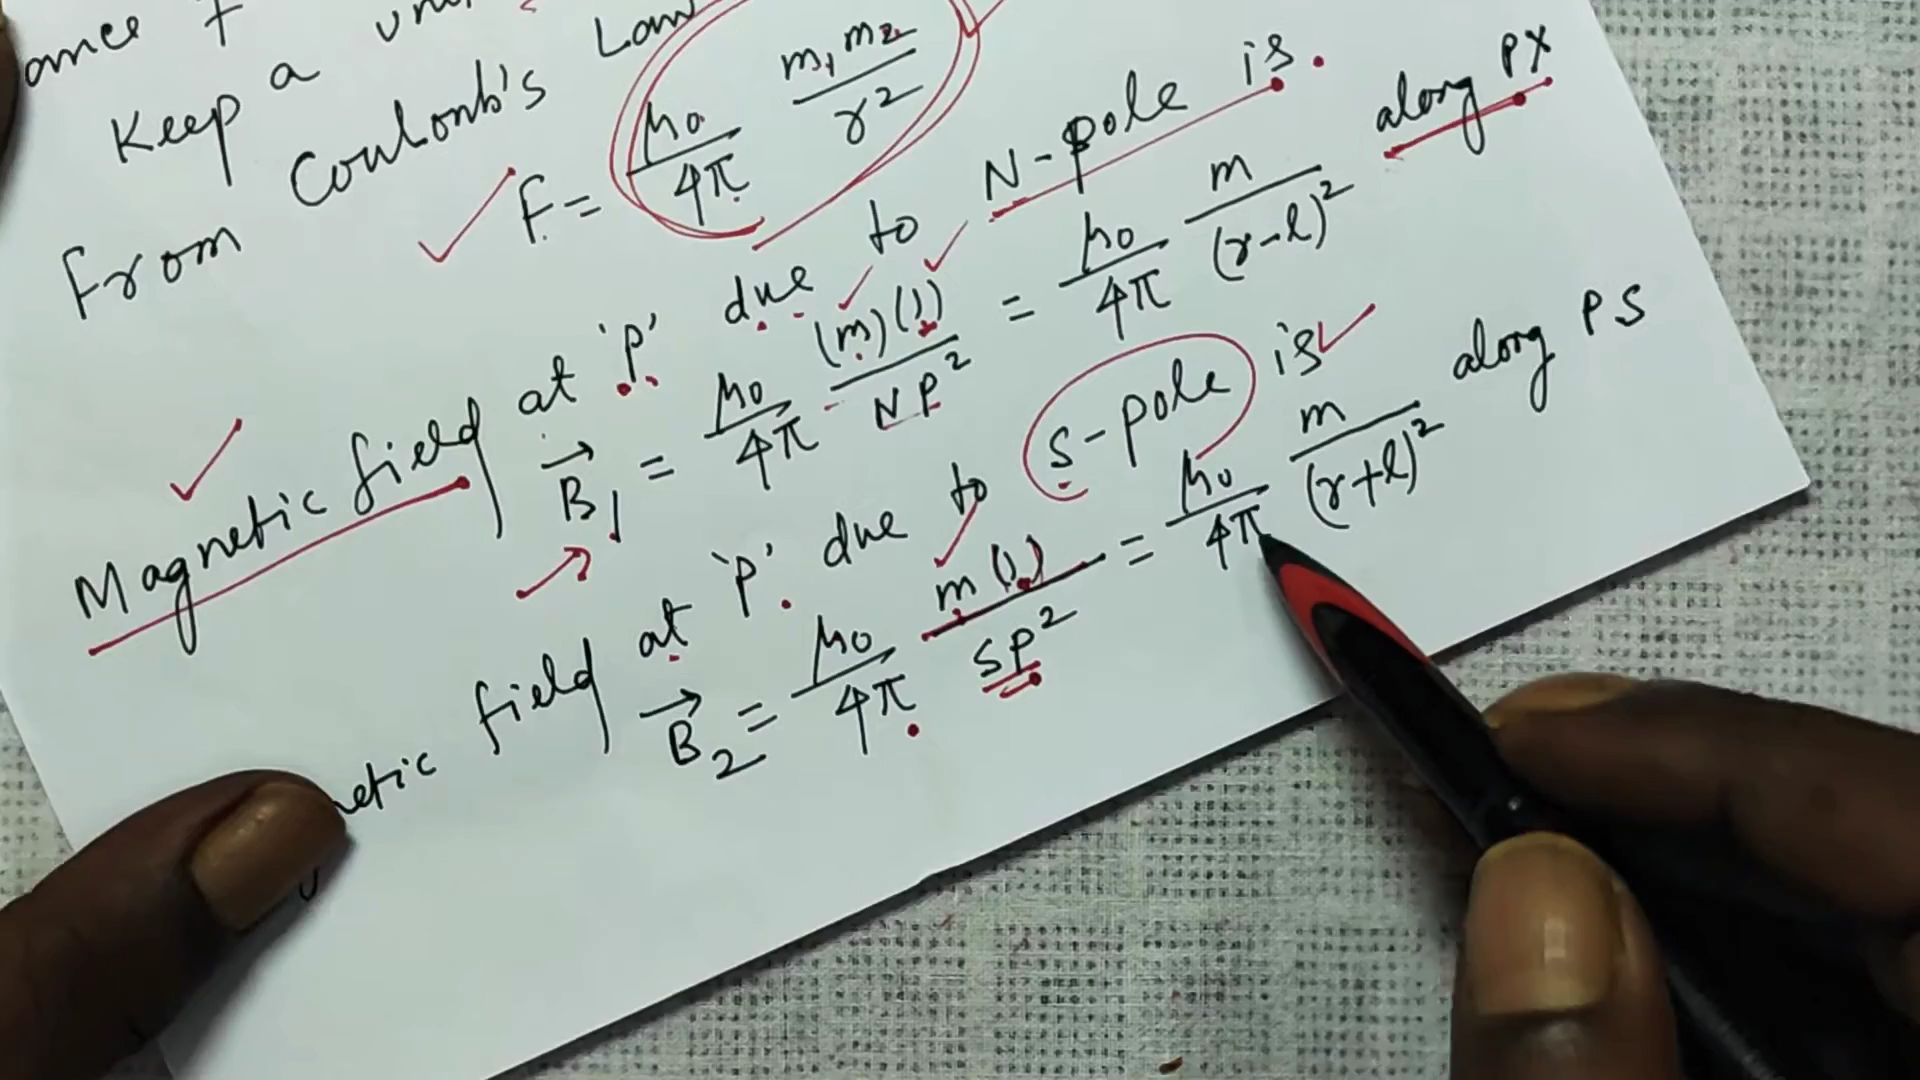 Keep a
From Coulomb's Law
F = μ₀/4π m₁m₂/r²
Magnetic field at 'P' due to N-pole is
B⃗₁ = μ₀/4π (m)(1)/NP² = μ₀/4π m/(r-l)² along PX
field at 'P' due to S-pole is
B⃗₂ = μ₀/4π m(1)/SP² = μ₀/4π m/(r+l)² along PS